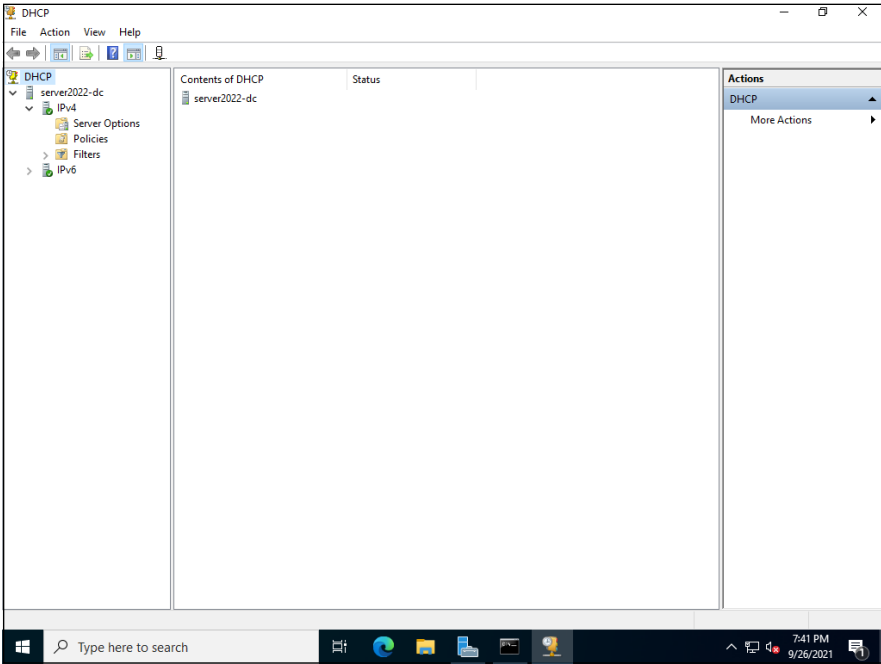 DHCP
File Action View Help
DHCP
server2022-dc
IPv4
Server Options
Policies
Filters
IPv6
Contents of DHCP Status
server2022-dc
Actions
DHCP
More Actions
Type here to search
7:41 PM
9/26/2021
1